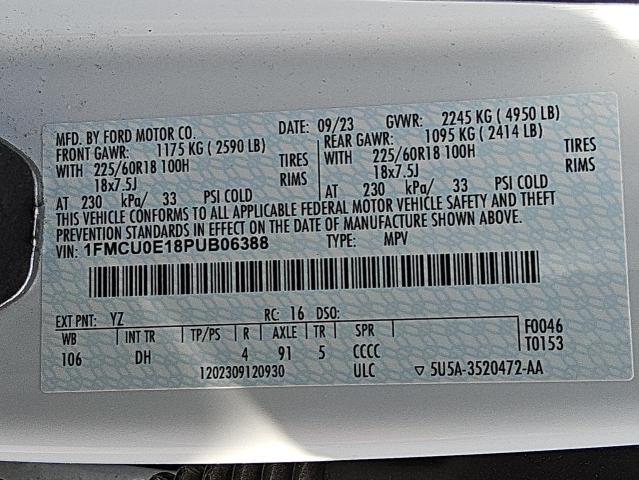 MFD. BY FORD MOTOR CO. DATE: 09/23 GVWR: 2245 KG ( 4950 LB)
FRONT GAWR: 1175 KG ( 2590 LB) REAR GAWR: 1095 KG ( 2414 LB)
WITH 225/60R18 100H TIRES WITH 225/60R18 100H TIRES
18x7.5J RIMS 18x7.5J RIMS
AT 230 kPa/ 33 PSI COLD AT 230 kPa/ 33 PSI COLD
THIS VEHICLE CONFORMS TO ALL APPLICABLE FEDERAL MOTOR VEHICLE SAFETY AND THEFT
PREVENTION STANDARDS IN EFFECT ON THE DATE OF MANUFACTURE SHOWN ABOVE.
VIN: 1FMCU0E18PUB06388 TYPE: MPV
EXT PNT: YZ RC: 16 DSO:
WB INT TR TP/PS R AXLE TR SPR F0046
106 DH 4 91 5 CCCC T0153
1202309120930 ULC ▽ 5U5A-3520472-AA